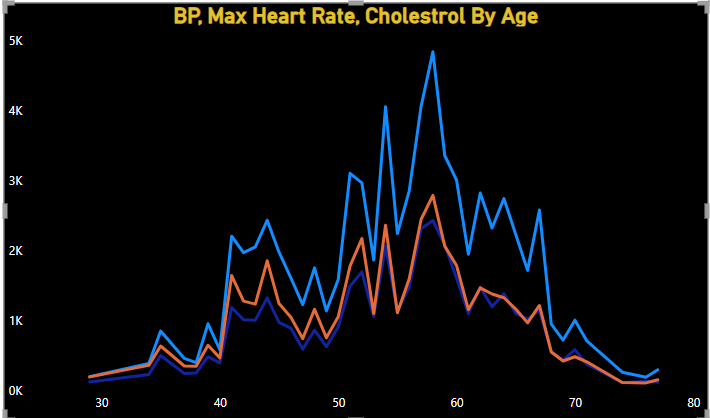 BP, Max Heart Rate, Cholestrol By Age
5K
4K
3K
2K
1K
0K
30 40 50 60 70 80